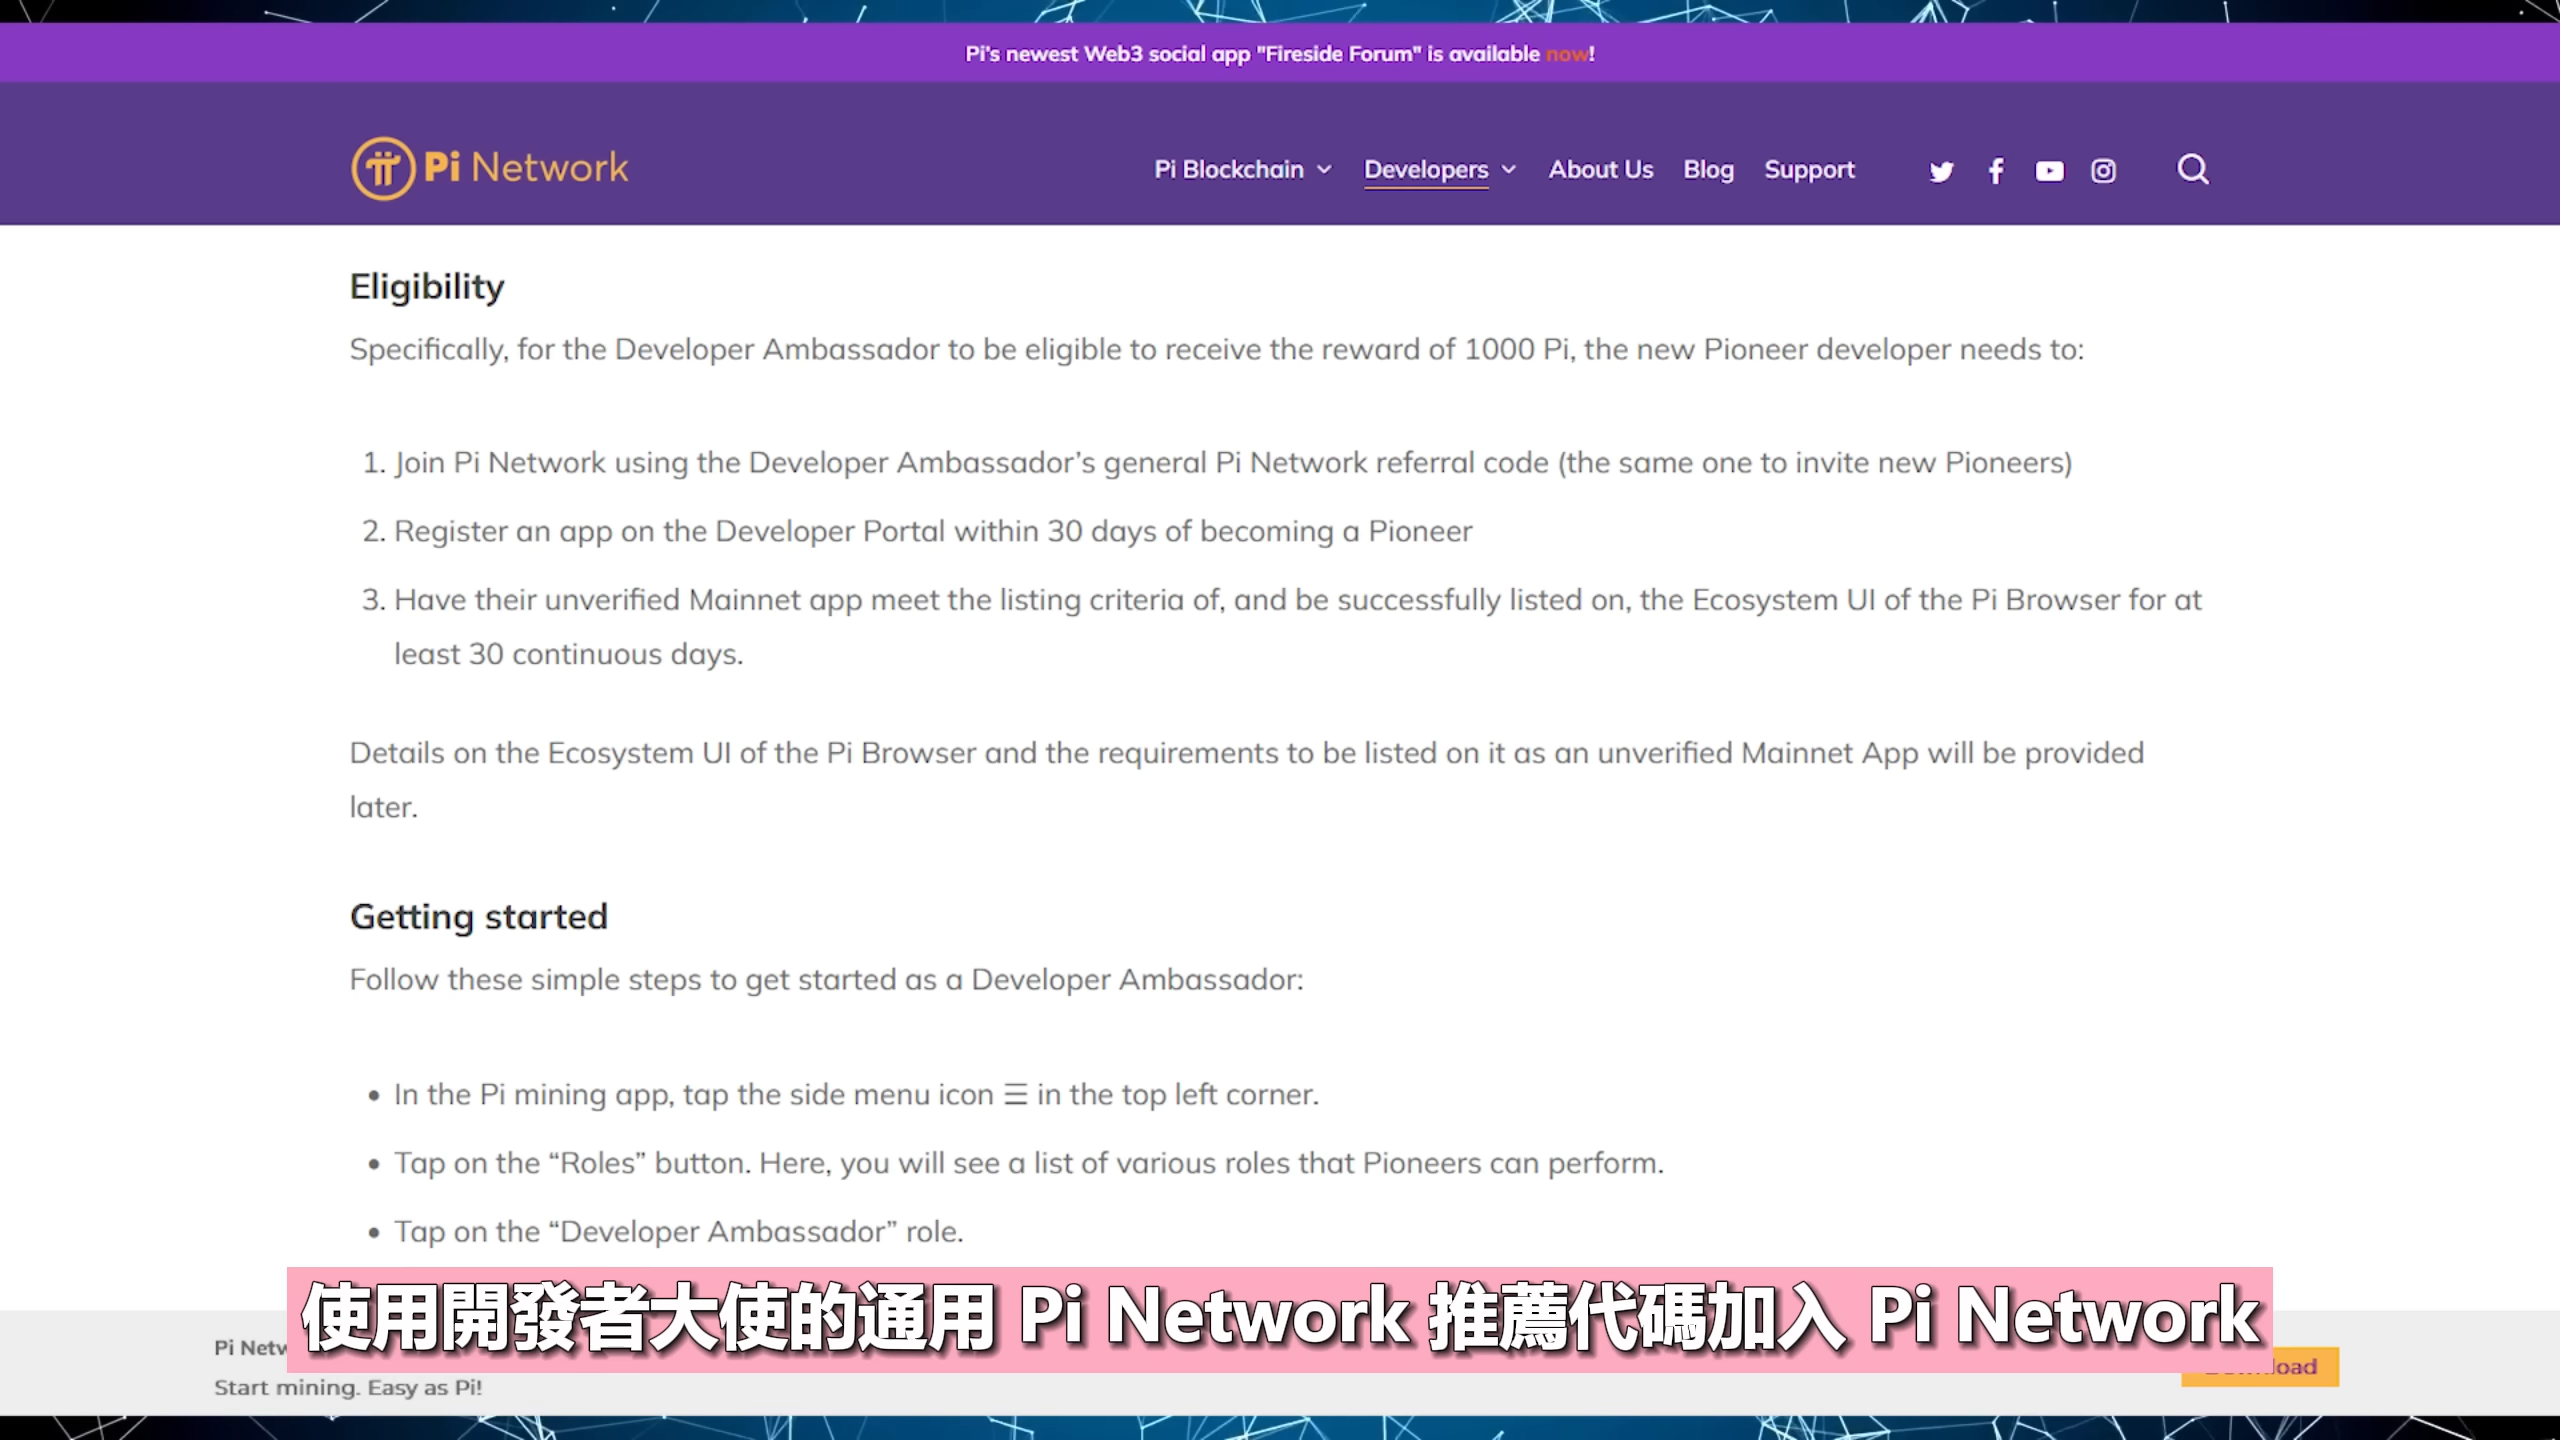 Pi's newest Web3 social app "Fireside Forum" is available now!
Pi Network
Pi Blockchain Developers About Us Blog Support
Eligibility
Specifically, for the Developer Ambassador to be eligible to receive the reward of 1000 Pi, the new Pioneer developer needs to:
1. Join Pi Network using the Developer Ambassador’s general Pi Network referral code (the same one to invite new Pioneers)
2. Register an app on the Developer Portal within 30 days of becoming a Pioneer
3. Have their unverified Mainnet app meet the listing criteria of, and be successfully listed on, the Ecosystem UI of the Pi Browser for at
least 30 continuous days.
Details on the Ecosystem UI of the Pi Browser and the requirements to be listed on it as an unverified Mainnet App will be provided
later.
Getting started
Follow these simple steps to get started as a Developer Ambassador:
• In the Pi mining app, tap the side menu icon ☰ in the top left corner.
• Tap on the “Roles” button. Here, you will see a list of various roles that Pioneers can perform.
• Tap on the “Developer Ambassador” role.
使用開發者大使的通用 Pi Network 推薦代碼加入 Pi Network
Pi
Start mining. Easy as Pi!